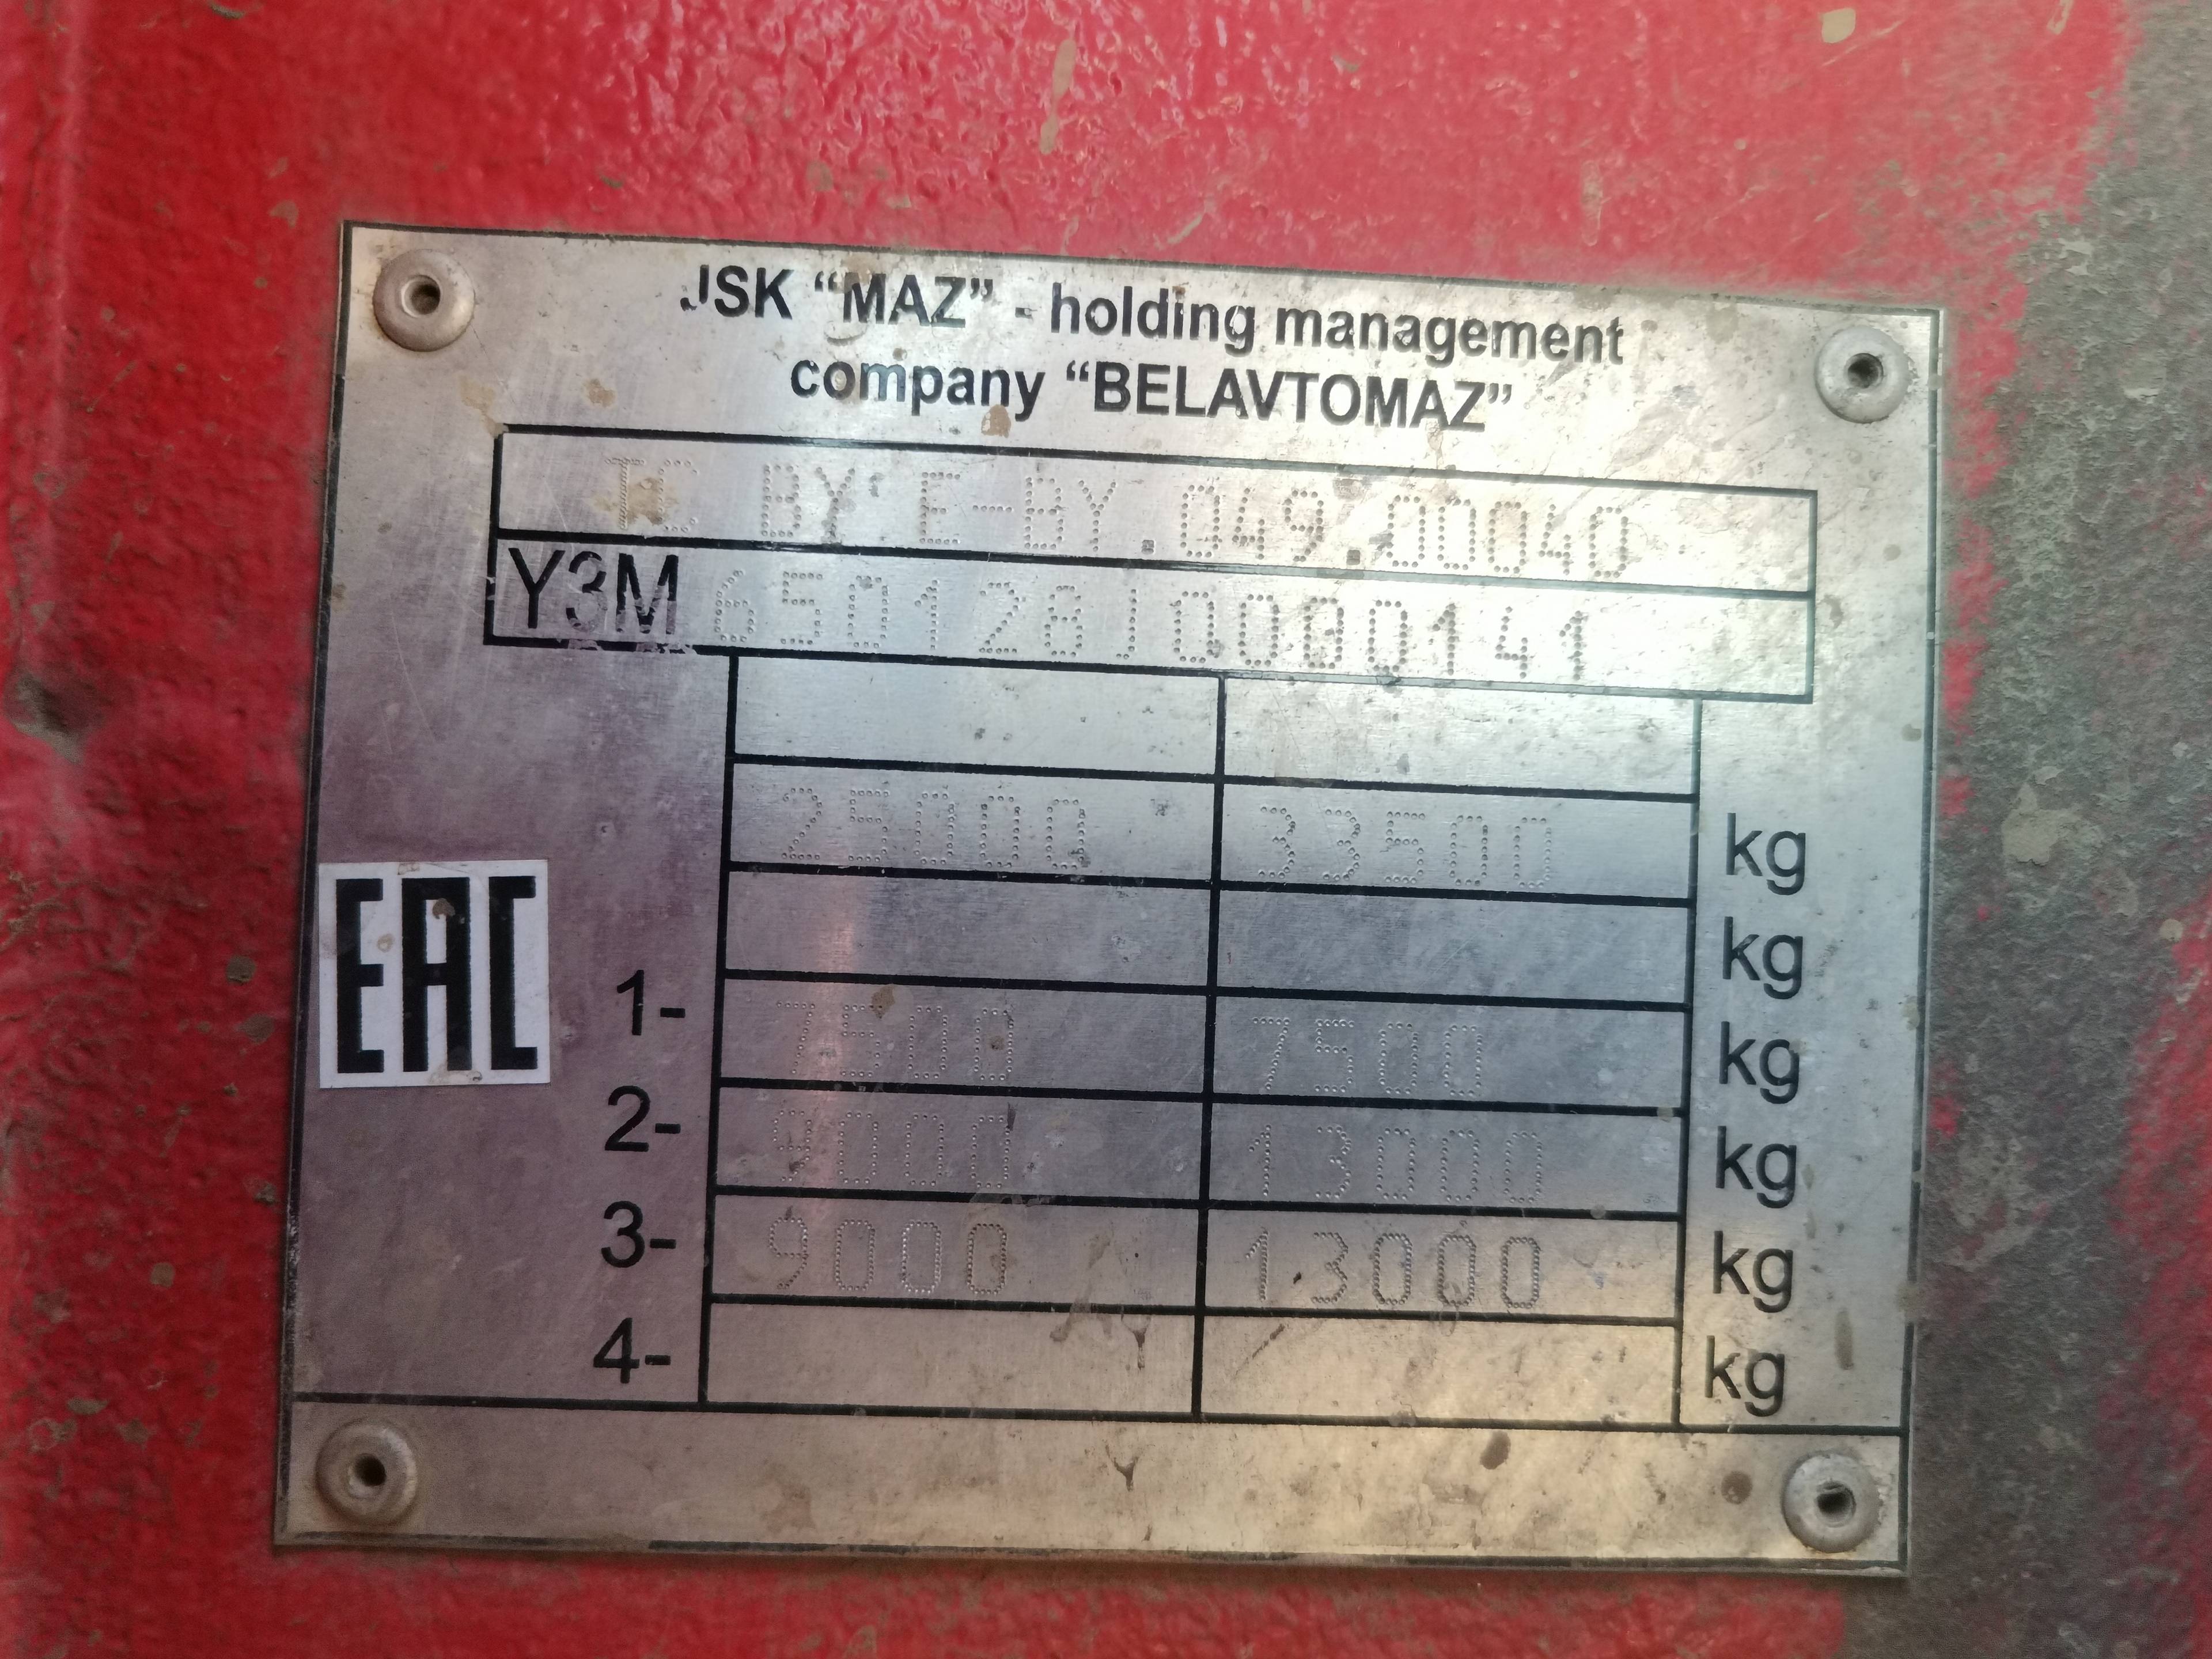 JSK “MAZ” - holding management
company “BELAVTOMAZ”
TC BY E-BY.049.00040
Y3M 650128J0000141
25000 33500 kg
kg
EAC
1- 7500 7500 kg
2- 9000 13000 kg
3- 9000 13000 kg
4- kg